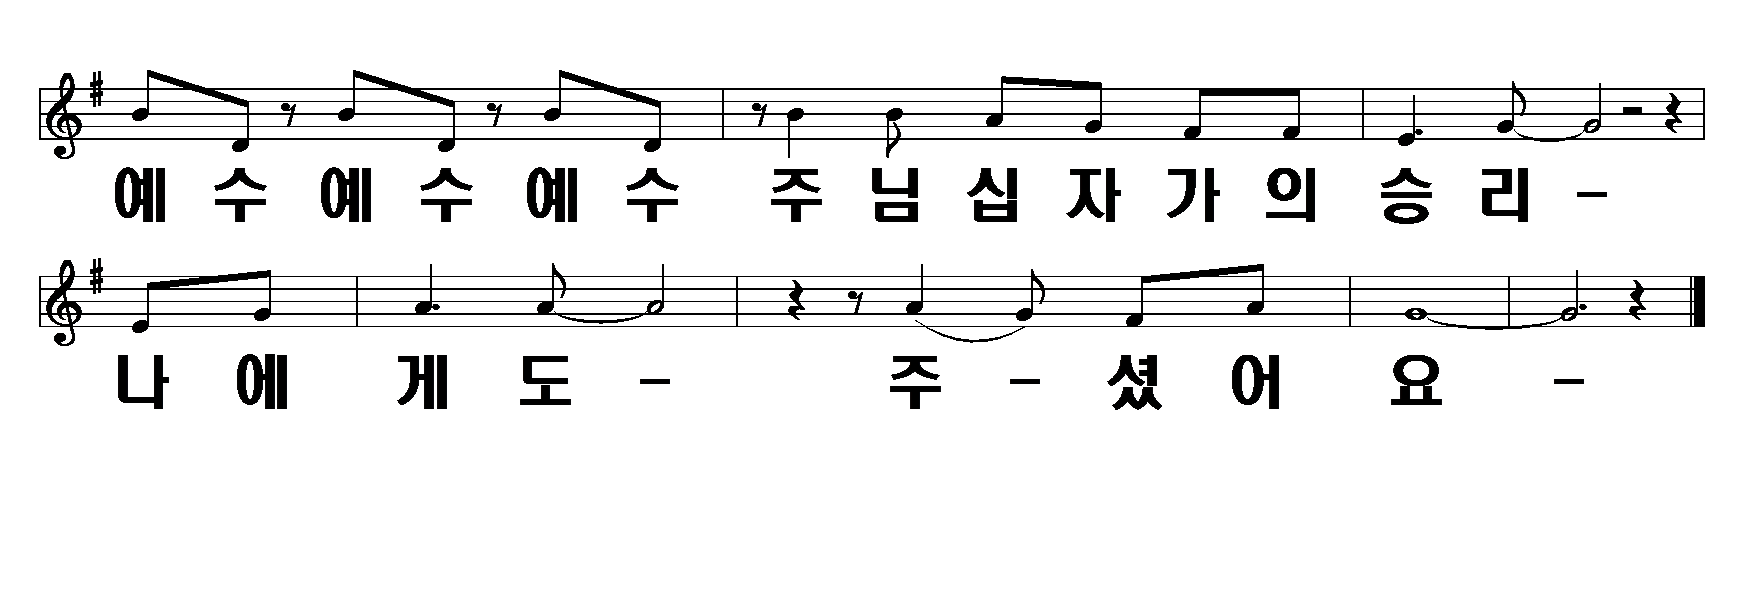 예 수 예 수 예 수 주 님 십 자 가 의 승 리 -
나 에 게 도 - 주 - 셨 어 요 -